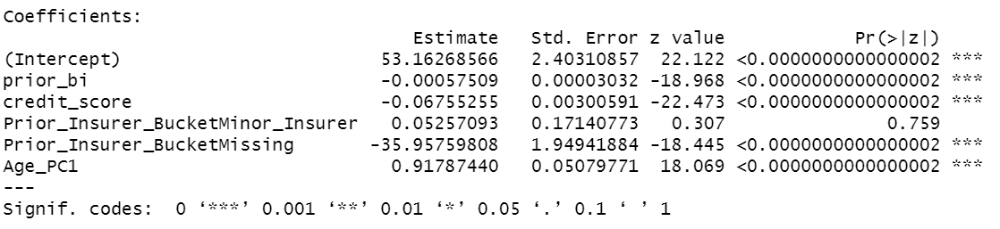 Coefficients:
Estimate Std. Error z value Pr(>|z|)
(Intercept) 53.16268566 2.40310857 22.122 <0.0000000000000002 ***
prior_bi -0.00057509 0.00003032 -18.968 <0.0000000000000002 ***
credit_score -0.06755255 0.00300591 -22.473 <0.0000000000000002 ***
Prior_Insurer_BucketMinor_Insurer 0.05257093 0.17140773 0.307 0.759
Prior_Insurer_BucketMissing -35.95759808 1.94941884 -18.445 <0.0000000000000002 ***
Age_PC1 0.91787440 0.05079771 18.069 <0.0000000000000002 ***
---
Signif. codes: 0 ‘***’ 0.001 ‘**’ 0.01 ‘*’ 0.05 ‘.’ 0.1 ‘ ’ 1